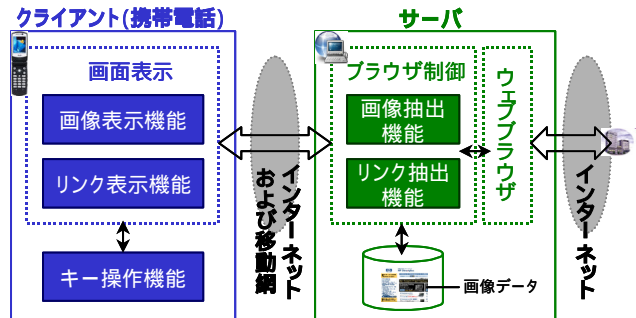 クライアント(携帯電話)
画面表示
画像表示機能
リンク表示機能
キー操作機能
インターネット
および移動網
サーバ
ブラウザ制御
画像抽出
機能
リンク抽出
機能
ウェブブラウザ
画像データ
インターネット